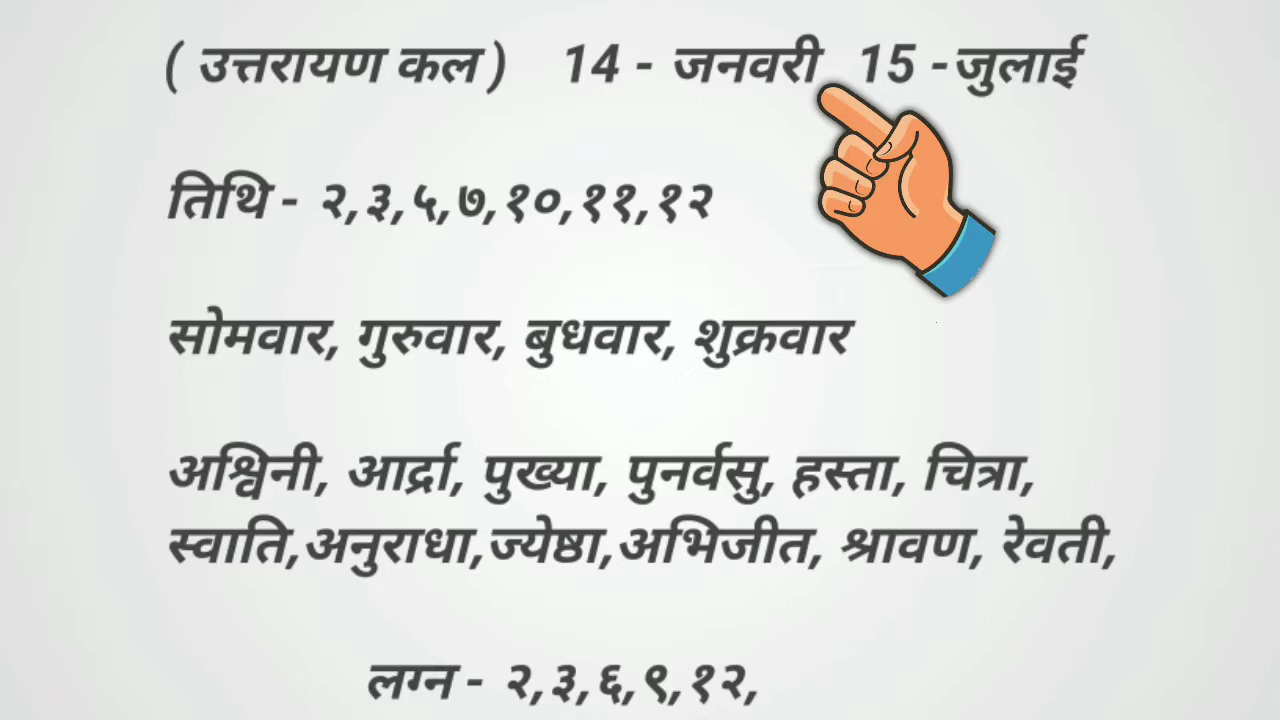 ( उत्तरायण कल ) 14 - जनवरी 15 -जुलाई
तिथि - २,३,५,७,१०,११,१२
सोमवार, गुरुवार, बुधवार, शुक्रवार
अश्विनी, आर्द्रा, पुख्या, पुनर्वसु, हस्ता, चित्रा,
स्वाति,अनुराधा,ज्येष्ठा,अभिजीत, श्रावण, रेवती,
लग्न - २,३,६,९,१२,